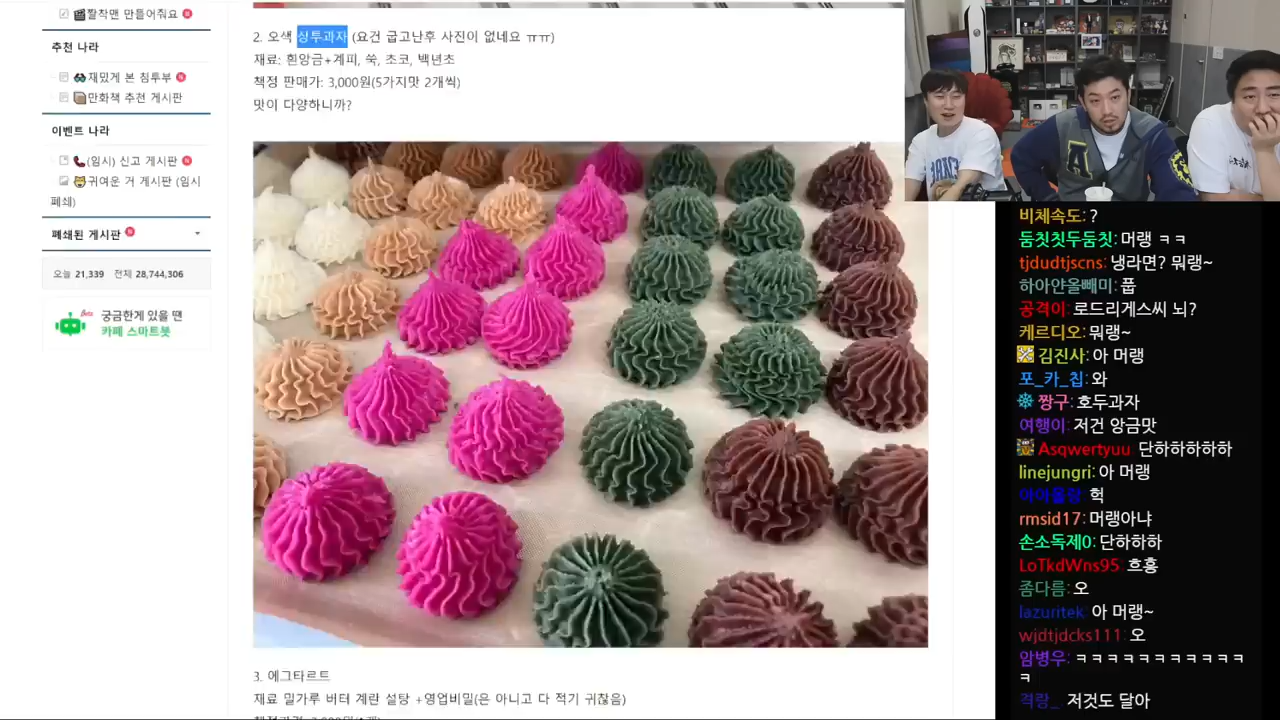 짤착맨 만들어줘요
추천 나라
재밌게 본 침투부
만화책 추천 게시판
이벤트 나라
(임시) 신고 게시판
귀여운 거 게시판 (임시
폐쇄)
폐쇄된 게시판
오늘 21,339 전체 28,744,306
Beta
궁금한게 있을 땐
카페 스마트봇
2. 오색 상투과자 (요건 굽고난후 사진이 없네요 ㅠㅠ)
재료: 흰앙금+계피, 쑥, 초코, 백년초
책정 판매가: 3,000원(5가지맛 2개씩)
맛이 다양하니까?
3. 에그타르트
재료 밀가루 버터 계란 설탕 +영업비밀(은 아니고 다 적기 귀찮음)
A
비체속도: ?
둠칫칫두둠칫: 머랭 ㅋㅋ
tjdudtjscns: 냉라면? 뭐랭~
하아얀올빼미: 풉
공격이: 로드리게스씨 뇌?
케르디오: 뭐랭~
김진사: 아 머랭
포_카_칩: 와
짱구: 호두과자
여행이: 저건 앙금맛
Asqwertyuu: 단하하하하하
linejungri: 아 머랭
헉
rmsid17: 머랭아냐
손소독제0: 단하하하
LoTkdWns95: 흐흥
좀다름: 오
lazuritek: 아 머랭~
wjdtjdcks111: 오
암병우: ㅋㅋㅋㅋㅋㅋㅋㅋㅋㅋㅋ
ㅋ
격랑_: 저것도 달아